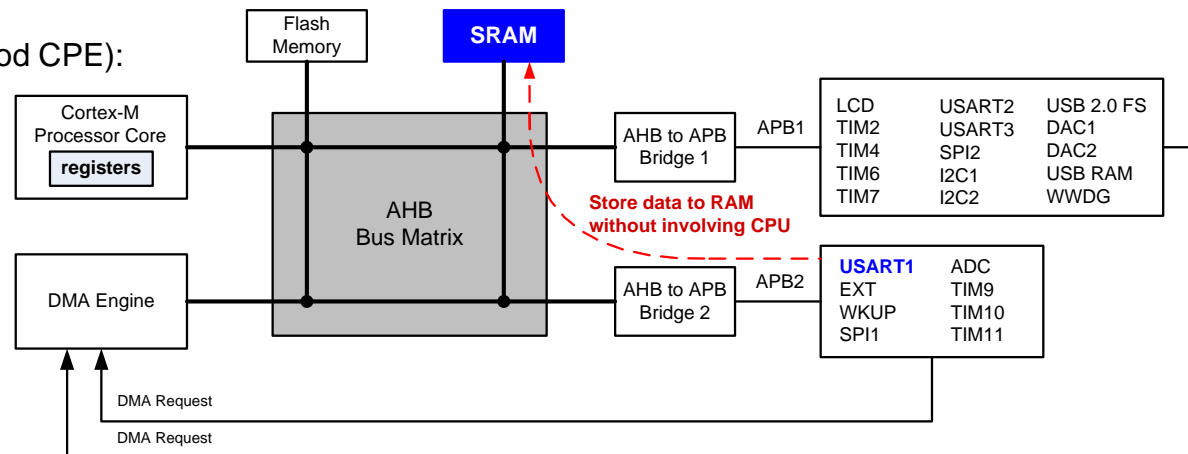 od CPE):
Flash
Memory
SRAM
Cortex-M
Processor Core
registers
AHB
Bus Matrix
AHB to APB
Bridge 1
APB1
LCD
TIM2
TIM4
TIM6
TIM7
USART2
USART3
SPI2
I2C1
I2C2
USB 2.0 FS
DAC1
DAC2
USB RAM
WWDG
Store data to RAM
without involving CPU
DMA Engine
AHB to APB
Bridge 2
APB2
USART1
EXT
WKUP
SPI1
ADC
TIM9
TIM10
TIM11
DMA Request
DMA Request